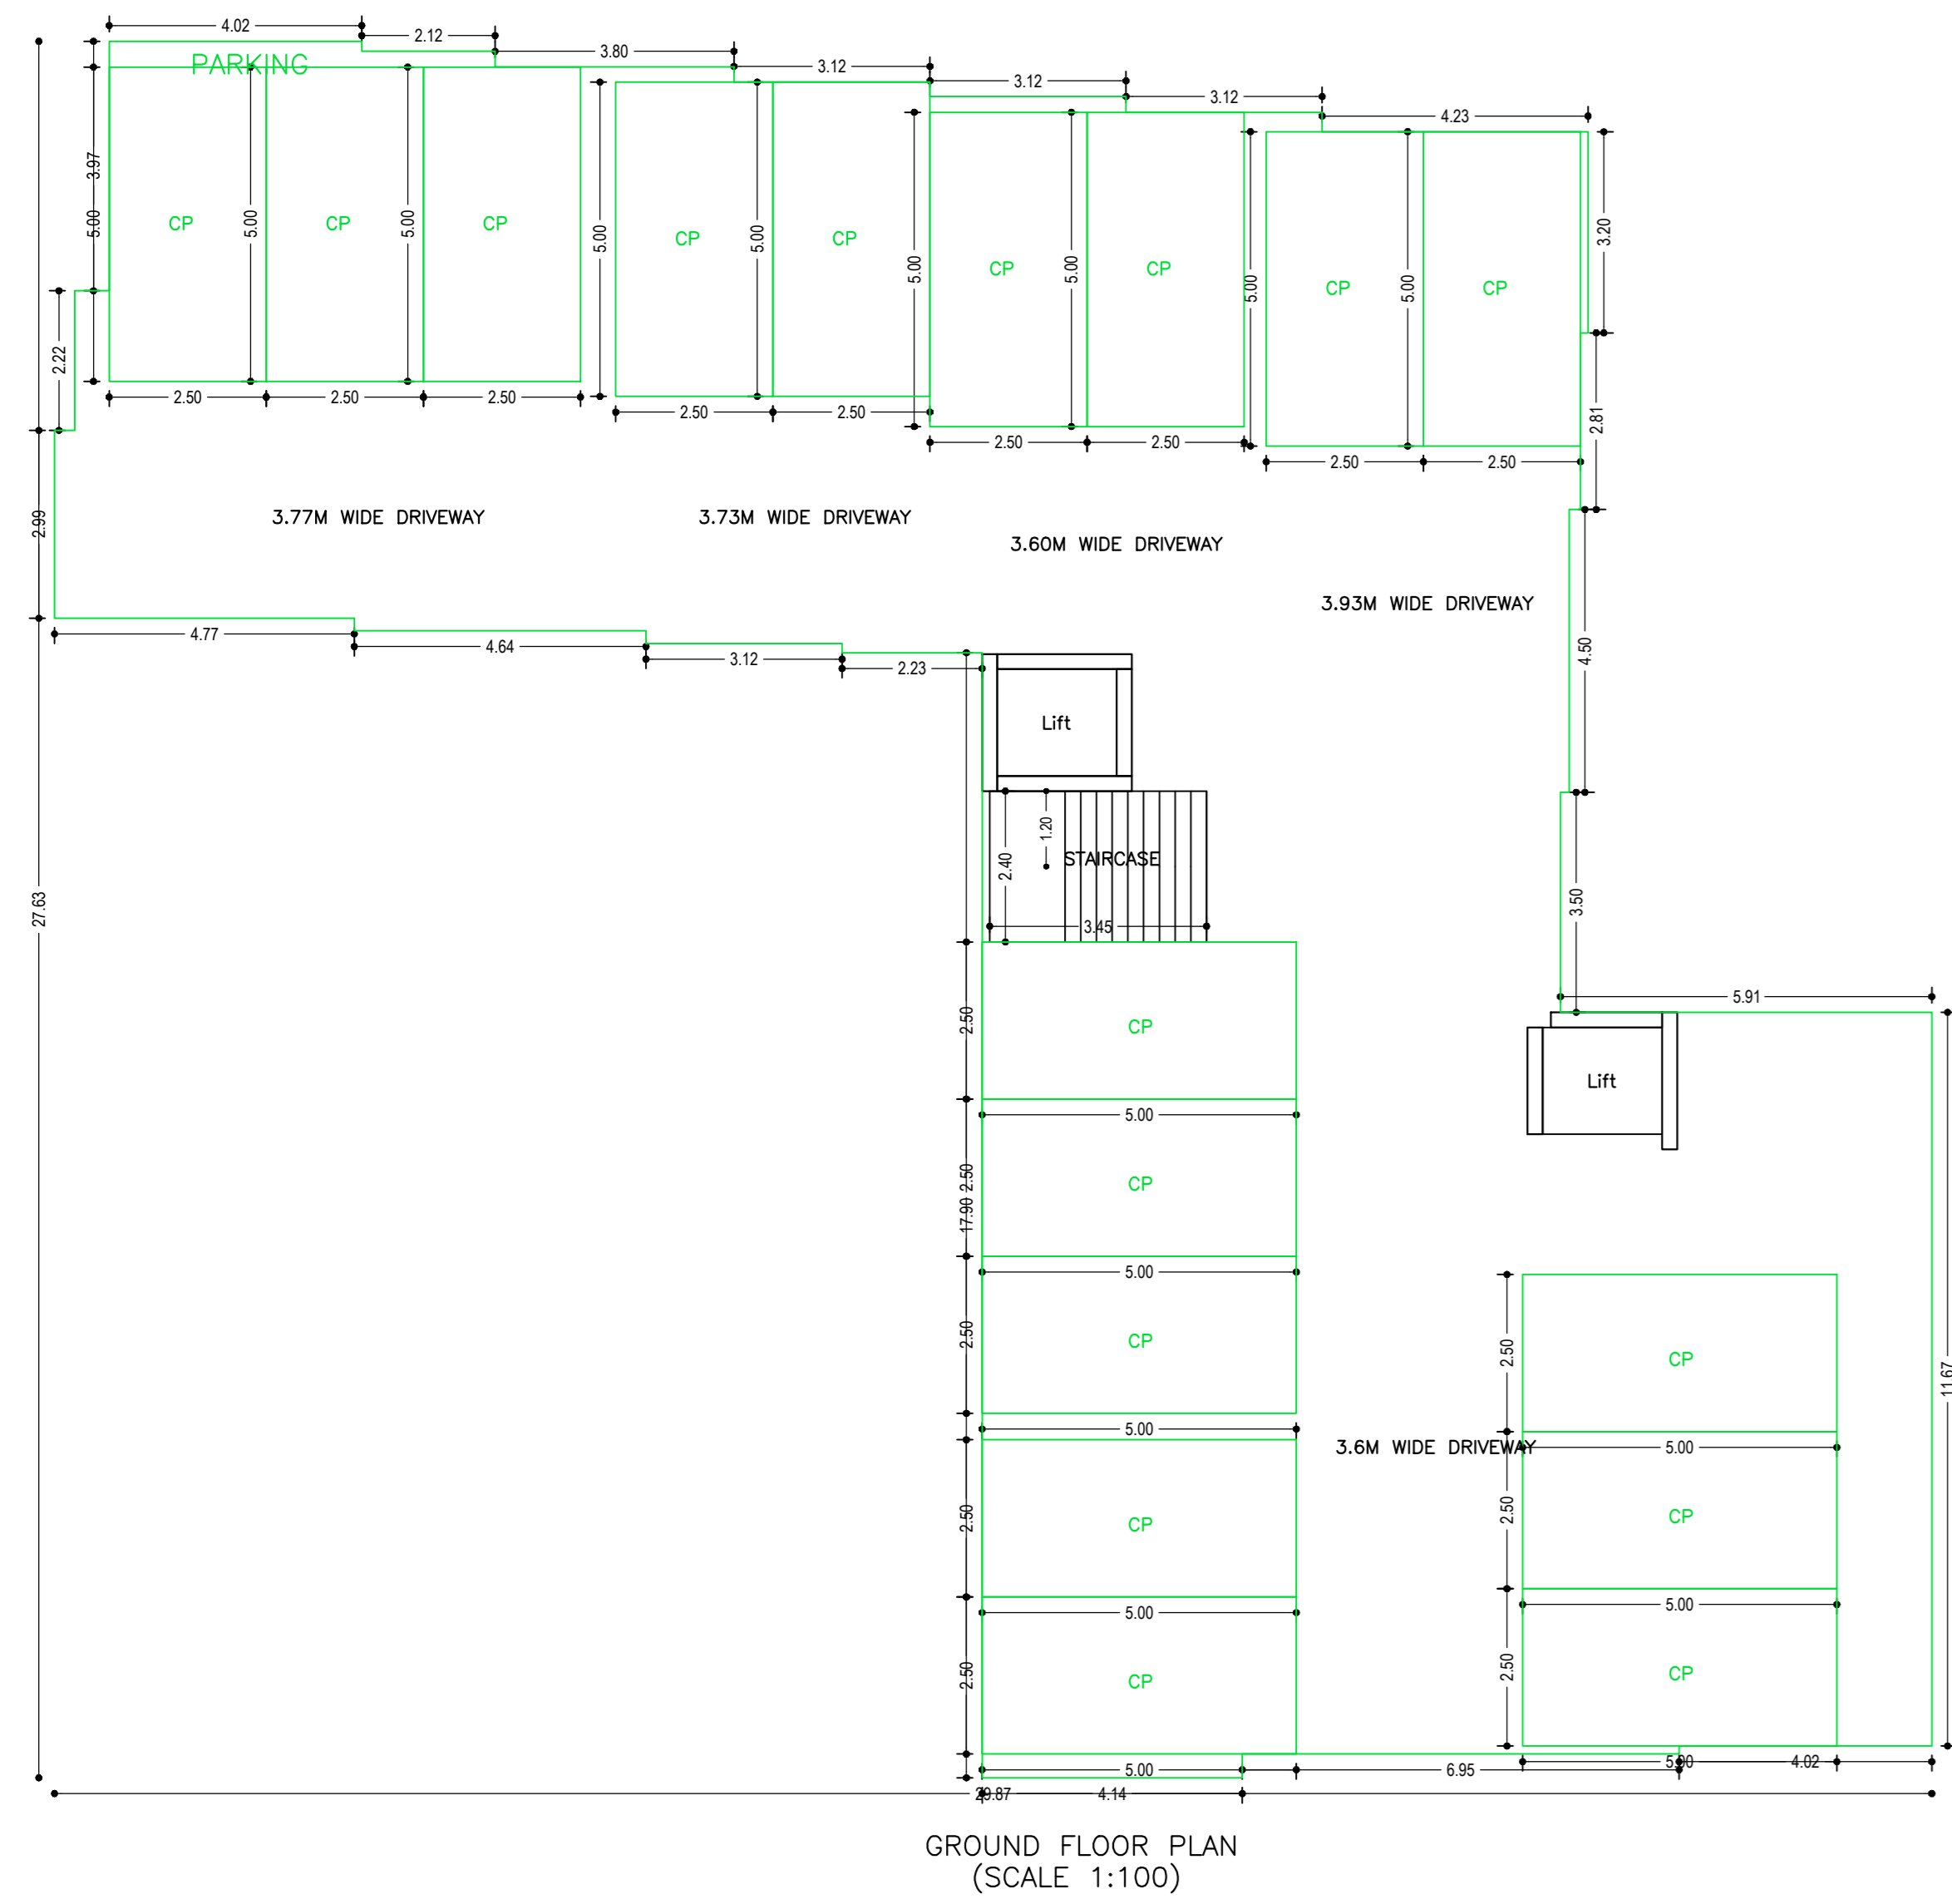 4.02
2.12
3.80
3.12
3.12
3.12
4.23
PARKING
3.97
5.00
5.00
5.00
5.00
5.00
5.00
5.00
5.00
5.00
3.20
CP
CP
CP
CP
CP
CP
CP
CP
CP
2.22
2.81
2.50
2.50
2.50
2.50
2.50
2.50
2.50
2.50
2.50
2.99
3.77M WIDE DRIVEWAY
3.73M WIDE DRIVEWAY
3.60M WIDE DRIVEWAY
3.93M WIDE DRIVEWAY
4.77
4.64
3.12
2.23
4.50
Lift
1.20
2.40
STAIRCASE
3.45
27.63
3.50
5.91
2.50
CP
Lift
5.00
2.50
CP
17.90
5.00
2.50
CP
2.50
CP
11.67
5.00
3.6M WIDE DRIVEWAY
5.00
2.50
CP
2.50
CP
5.00
5.00
2.50
CP
2.50
CP
5.00
6.95
5.00
4.02
29.87
4.14
GROUND FLOOR PLAN
(SCALE 1:100)